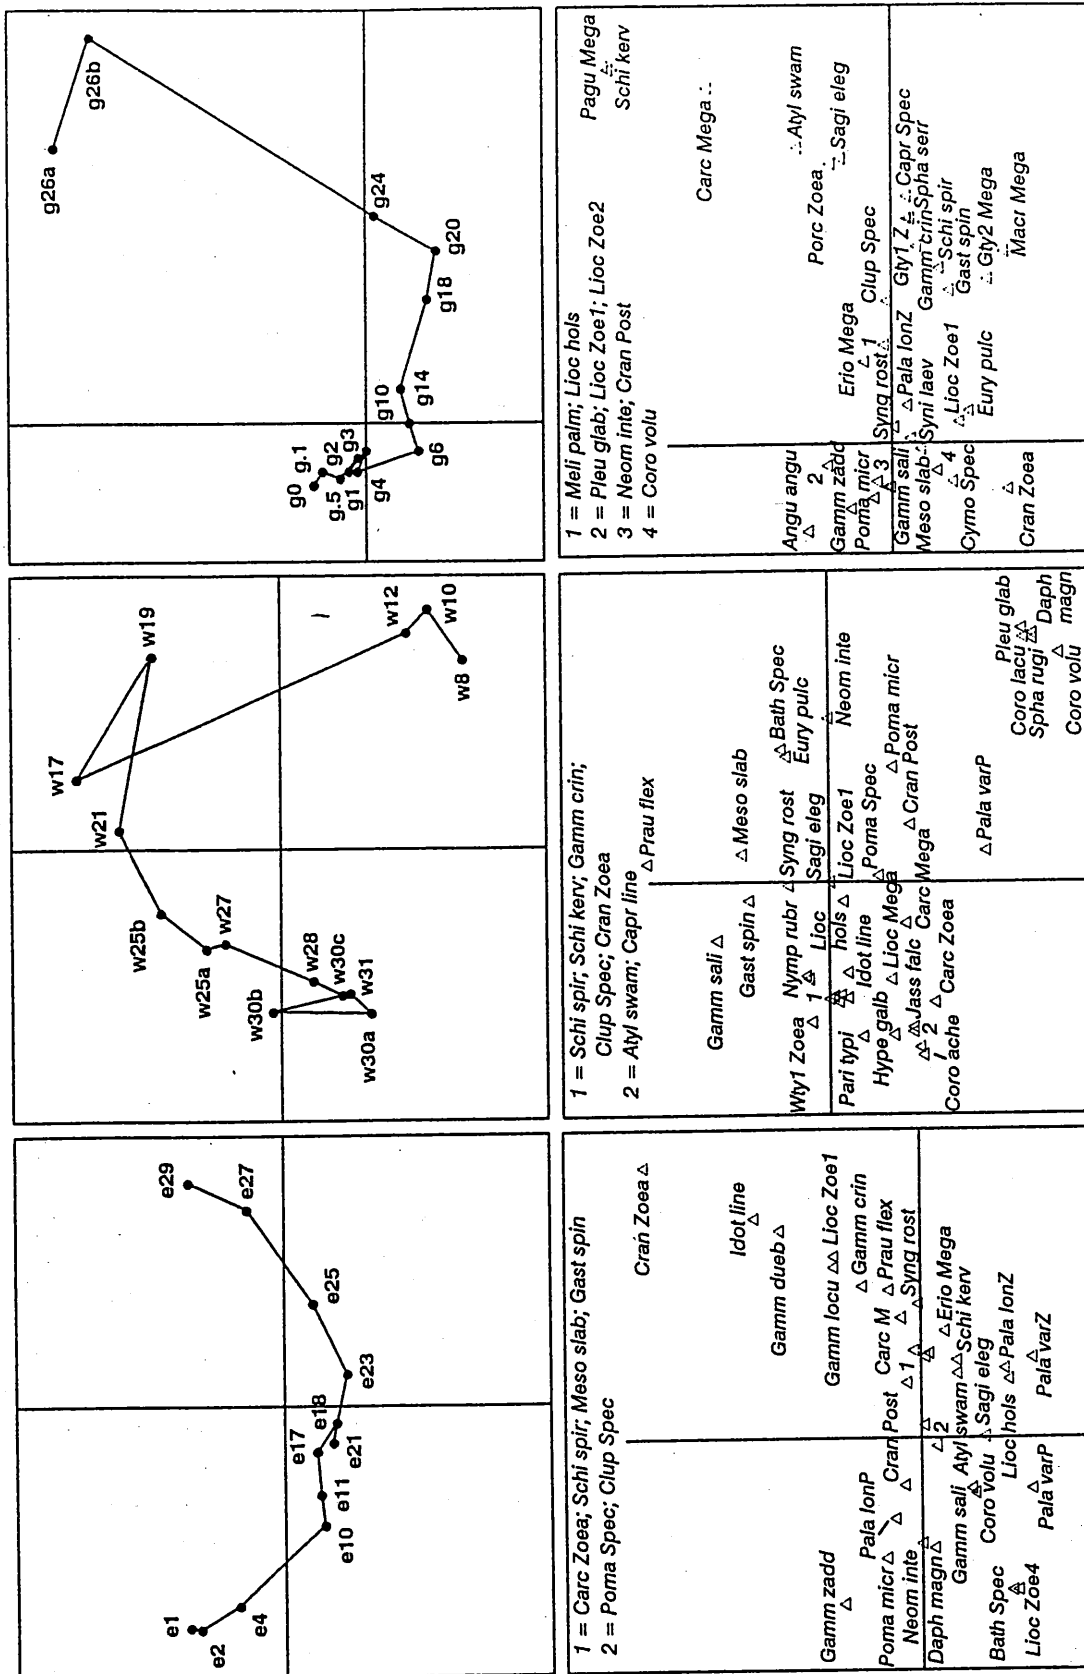 e1
e2
e4
e10
e11
e17
e18
e21
e23
e25
e27
e29
w17
w21
w19
w25b
w25a
w27
w30b
w28
w30c
w31
w30a
w12
w10
w8
g26a
g26b
g0
g.1
g.5
g2
g1
g3
g4
g6
g10
g14
g18
g20
g24
1 = Carc Zoea; Schi spir; Meso slab; Gast spin
2 = Poma Spec; Clup Spec
Cran Zoea
Idot line
Gamm dueb
Gamm locu
Lioc Zoe1
Gamm zadd
Gamm crin
Pala lonP
Poma micr
Cran Post
Carc M
Prau flex
Neom inte
1
Syng rost
Daph magn
2
Erio Mega
Gamm sali
Atyl swam
Schi kerv
Coro volu
Sagi eleg
Bath Spec
Lioc hols
Pala lonZ
Lioc Zoe4
Pala varP
Pala varZ
1 = Schi spir; Schi kerv; Gamm crin;
Clup Spec; Cran Zoea
2 = Atyl swam; Capr line
Prau flex
Gamm sali
Meso slab
Gast spin
Bath Spec
Wty1 Zoea
Nymp rubr
Syng rost
Eury pulc
1
Lioc
hols
Sagi eleg
Pari typi
Idot line
Lioc Zoe1
Neom inte
Hype galb
Lioc Mega
Poma Spec
Poma micr
Jass falc
Carc Mega
Cran Post
2
Coro ache
Carc Zoea
Pala varP
Pleu glab
Coro lacu
Spha rugi
Daph
magn
Coro volu
1 = Meli palm; Lioc hols
2 = Pleu glab; Lioc Zoe1; Lioc Zoe2
3 = Neom inte; Cran Post
4 = Coro volu
Pagu Mega
Schi kerv
Carc Mega
Atyl swam
Angu angu
2
Porc Zoea
Sagi eleg
Gamm zadd
Erio Mega
Poma micr
3
Syng rost
1
Clup Spec
Gamm sali
Pala lonZ
Gty1 Z
Capr Spec
Meso slab
Syni laev
Gamm crin
Spha serr
4
Lioc Zoe1
Schi spir
Cymo Spec
Eury pulc
Gast spin
Gty2 Mega
Cran Zoea
Macr Mega